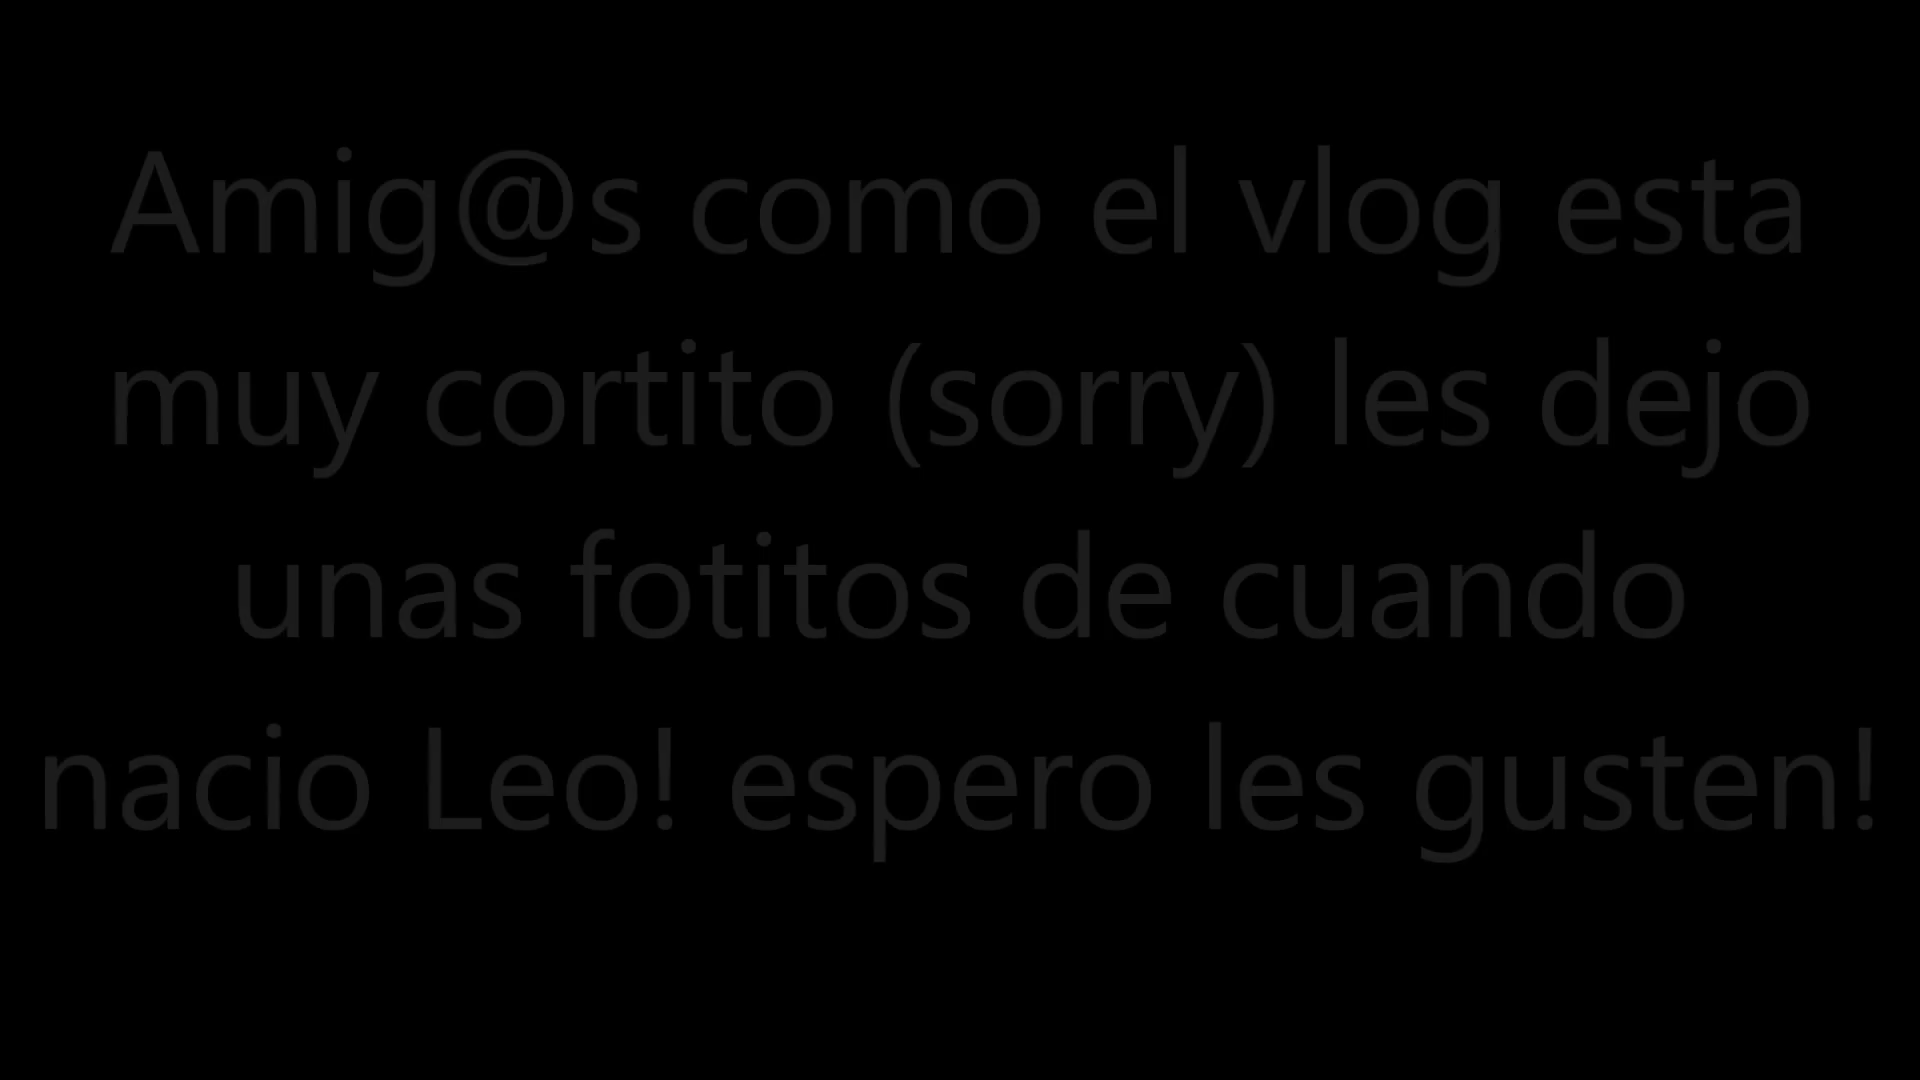 Amig@s como el vlog esta
muy cortito (sorry) les dejo
unas fotitos de cuando
nacio Leo! espero les gusten!